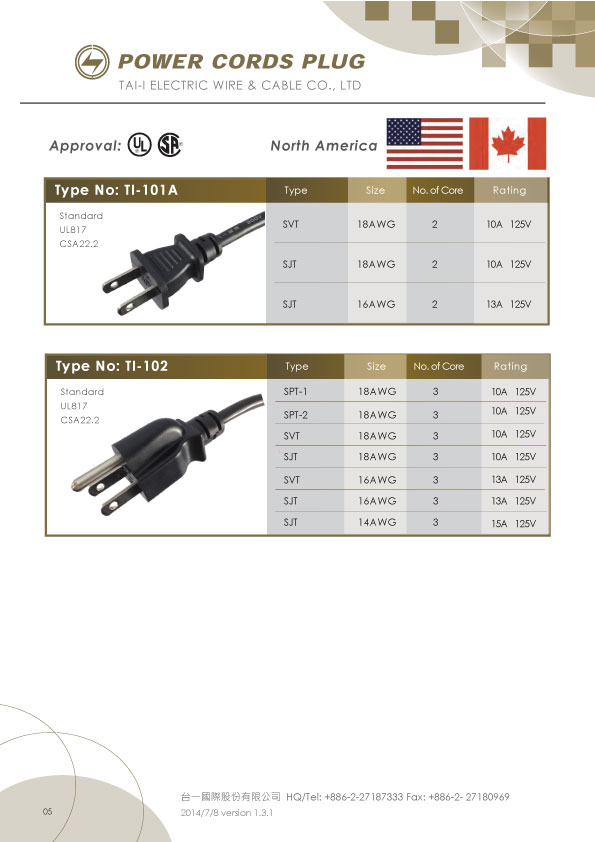 POWER CORDS PLUG
TAI-I ELECTRIC WIRE & CABLE CO., LTD
Approval: UL SA North America
Type No: TI-101A Type Size No. of Core Rating
Standard
UL817
CSA22.2
SVT 18AWG 2 10A 125V
SJT 18AWG 2 10A 125V
SJT 16AWG 2 13A 125V
Type No: TI-102 Type Size No. of Core Rating
Standard
UL817
CSA22.2
SPT-1 18AWG 3 10A 125V
SPT-2 18AWG 3 10A 125V
SVT 18AWG 3 10A 125V
SJT 18AWG 3 10A 125V
SVT 16AWG 3 13A 125V
SJT 16AWG 3 13A 125V
SJT 14AWG 3 15A 125V
台一國際股份有限公司 HQ/Tel: +886-2-27187333 Fax: +886-2- 27180969
05 2014/7/8 version 1.3.1